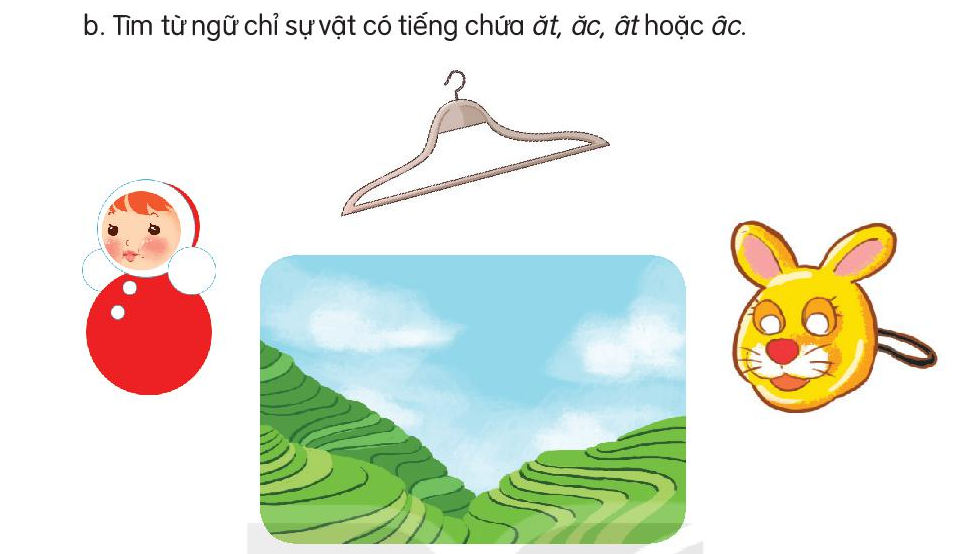 b. Tìm từ ngữ chỉ sự vật có tiếng chứa ăt, ăc, ât hoặc âc.